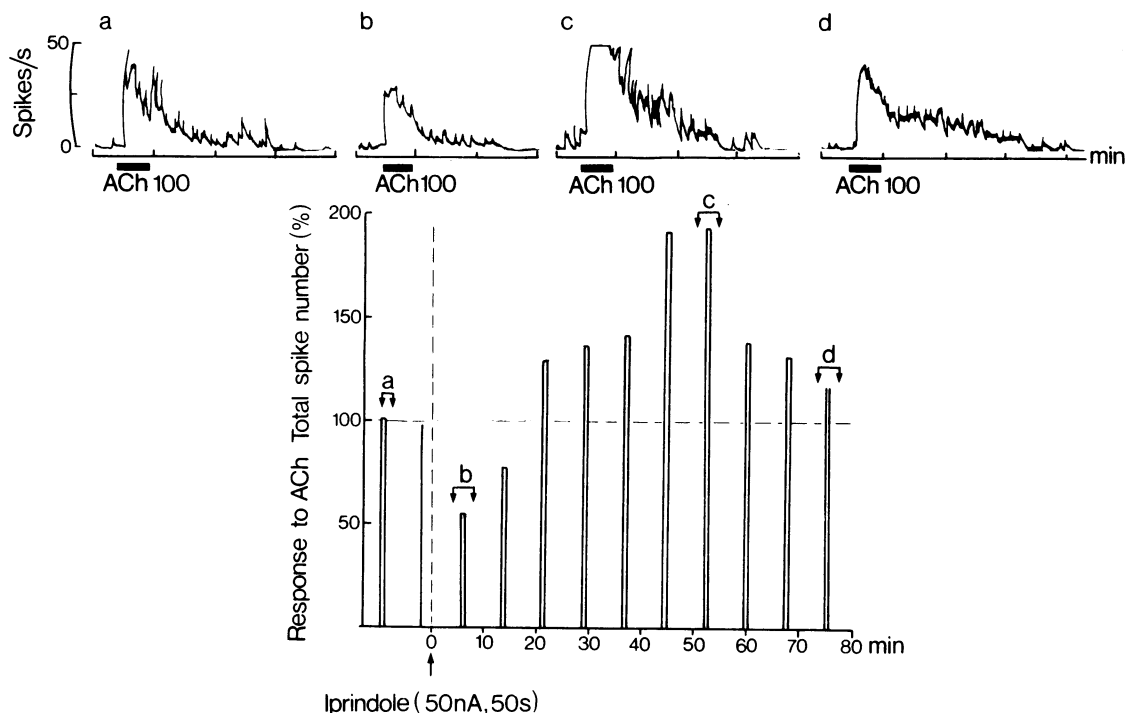 a b c d
Spikes/s
50
0
min
ACh 100 ACh 100 ACh 100 ACh 100
Response to ACh Total spike number (%)
200
150
100
50
a
b
c
d
0 10 20 30 40 50 60 70 80 min
Iprindole (50nA, 50s)